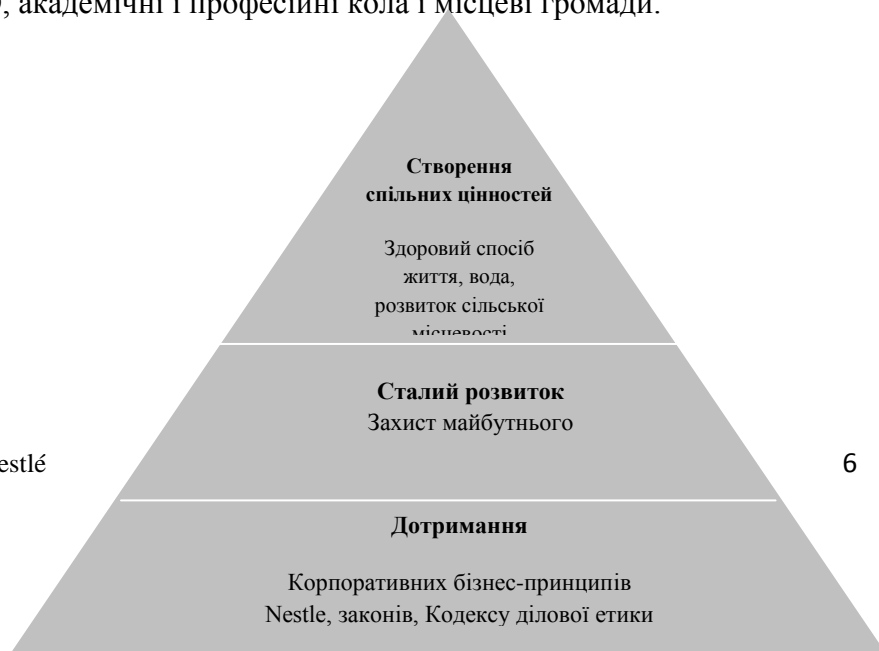 , академічні і професійні кола і місцеві громади.
Створення
спільних цінностей
Здоровий спосіб
життя, вода,
розвиток сільської
місцевості
Сталий розвиток
Захист майбутнього
estlé
6
Дотримання
Корпоративних бізнес-принципів
Nestle, законів, Кодексу ділової етики